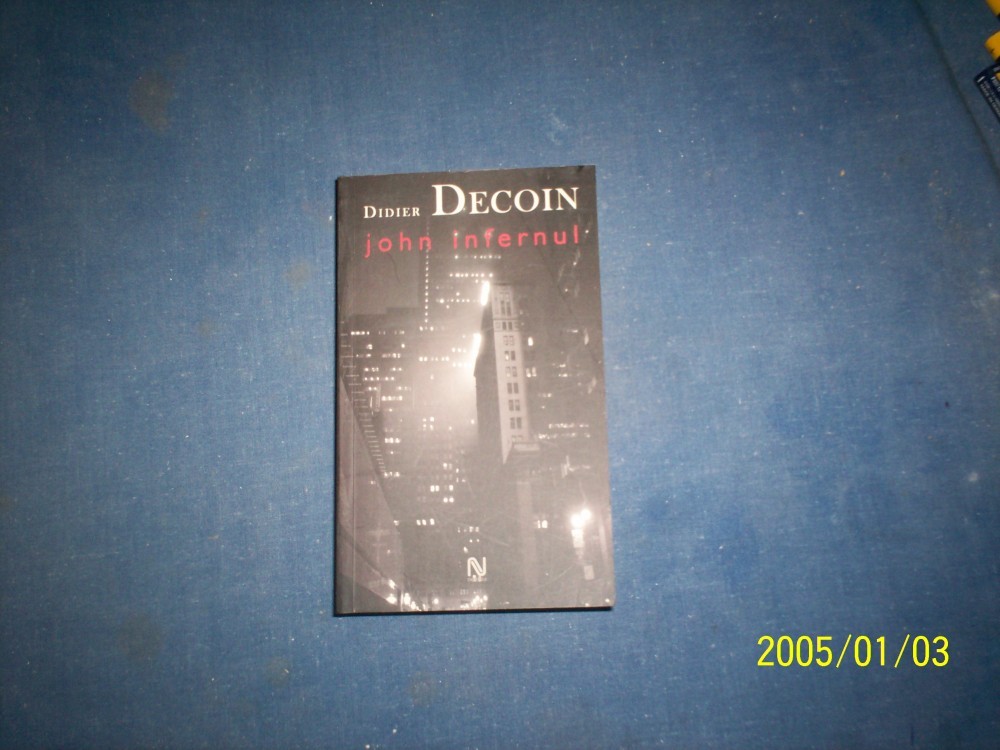 DIDIER DECOIN
john infernul
2005/01/03